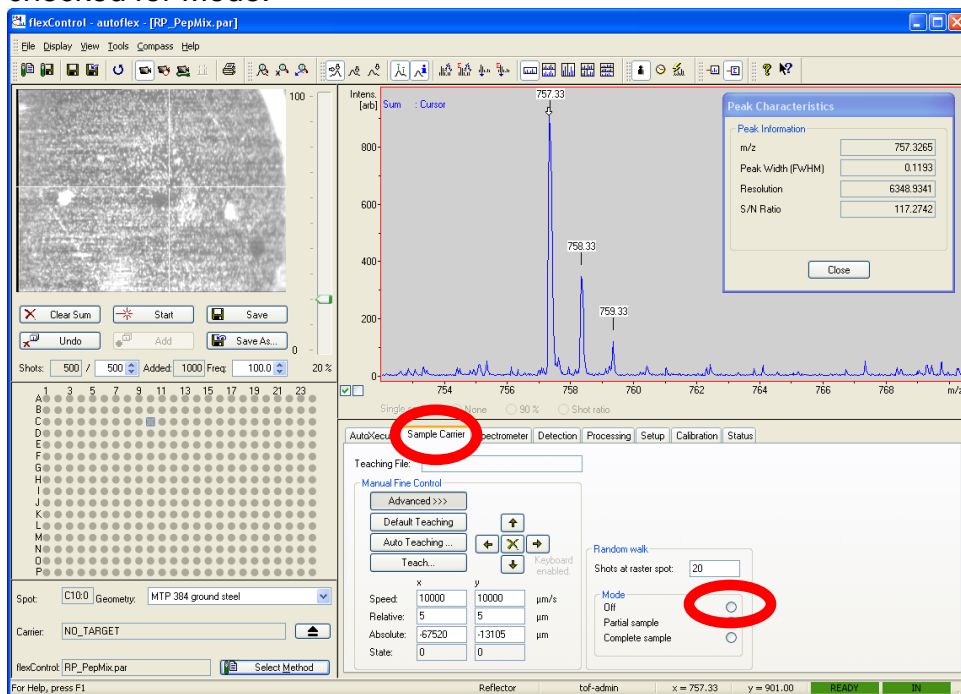 checked for Mode.
flexControl - autoflex - [RP_PepMix.par]
File Display View Tools Compass Help
100
Clear Sum Start Save
Undo Add Save As...
0
Shots: 500 / 500 Added: 1000 Freq: 100.0 20 %
1 3 5 7 9 11 13 15 17 19 21 23
A
B
C
D
E
F
G
H
I
J
K
L
M
N
O
P
Spot: C10:0 Geometry: MTP 384 ground steel
Carrier: NO_TARGET
flexControl: RP_PepMix.par Select Method
Intens.
[arb]
Sum : Cursor
757.33
800
600
758.33
400
759.33
200
0
754 756 758 760 762 764 766 768 m/z
Peak Characteristics
Peak Information
m/z 757.3265
Peak Width (FWHM) 0.1193
Resolution 6348.9341
S/N Ratio 117.2742
Close
Single None 90 % Shot ratio
Sample Carrier Detection Processing Setup Calibration Status
Teaching File:
Manual Fine Control
Advanced >>>
Default Teaching
Auto Teaching ...
Teach...
Keyboard
enabled.
x y
Speed: 10000 10000 µm/s
Relative: 5 5 µm
Absolute: -67520 -13105 µm
State: 0 0
Random walk
Shots at raster spot: 20
Mode
Off
Partial sample
Complete sample
For Help, press F1 Reflector tof-admin x = 757.33 y = 901.00 READY IN